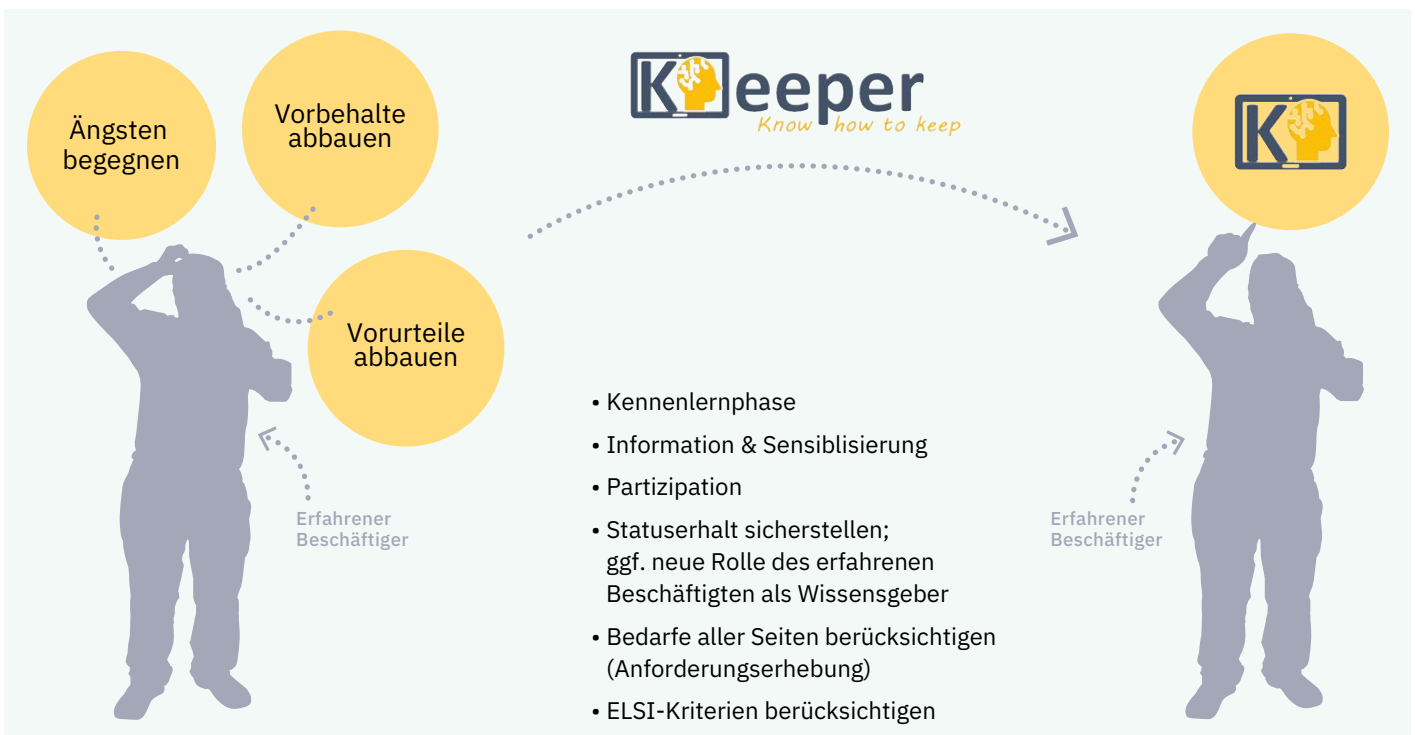 Ängsten
begegnen
Vorbehalte
abbauen
Vorurteile
abbauen
Erfahrener
Beschäftiger
Keeper
Know how to keep
• Kennenlernphase
• Information & Sensiblisierung
• Partizipation
• Statuserhalt sicherstellen;
ggf. neue Rolle des erfahrenen
Beschäftigten als Wissensgeber
• Bedarfe aller Seiten berücksichtigen
(Anforderungserhebung)
• ELSI-Kriterien berücksichtigen
K
Erfahrener
Beschäftiger